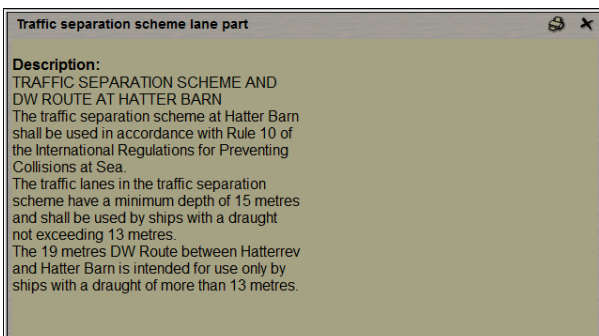 Traffic separation scheme lane part
Description:
TRAFFIC SEPARATION SCHEME AND
DW ROUTE AT HATTER BARN
The traffic separation scheme at Hatter Barn
shall be used in accordance with Rule 10 of
the International Regulations for Preventing
Collisions at Sea.
The traffic lanes in the traffic separation
scheme have a minimum depth of 15 metres
and shall be used by ships with a draught
not exceeding 13 metres.
The 19 metres DW Route between Hatterrev
and Hatter Barn is intended for use only by
ships with a draught of more than 13 metres.